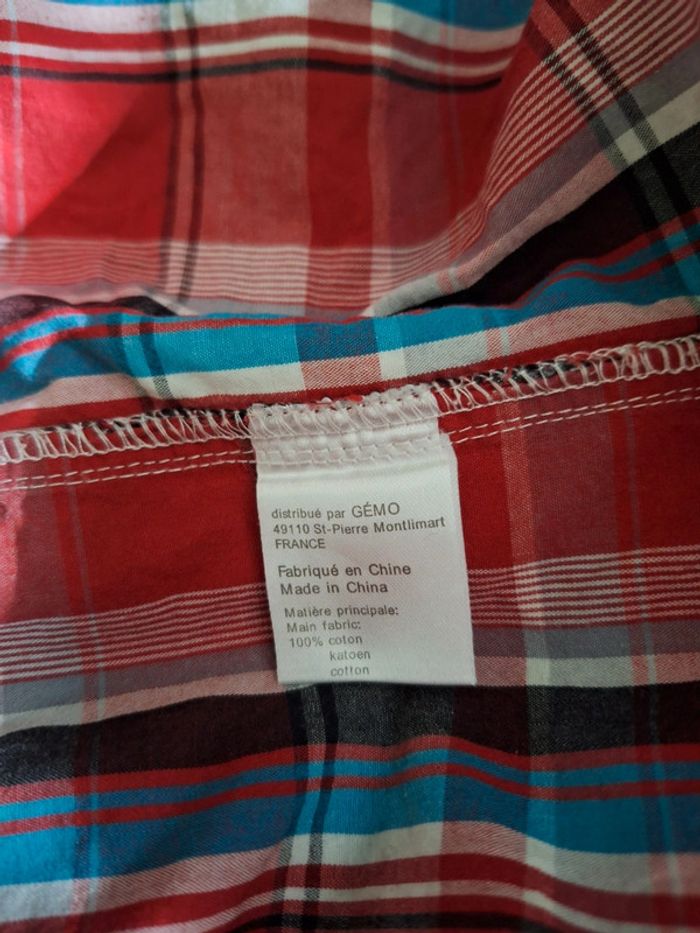 distribué par GÉMO
49110 St-Pierre Montlimart
FRANCE
Fabriqué en Chine
Made in China
Matière principale:
Main fabric:
100% coton
katoen
cotton